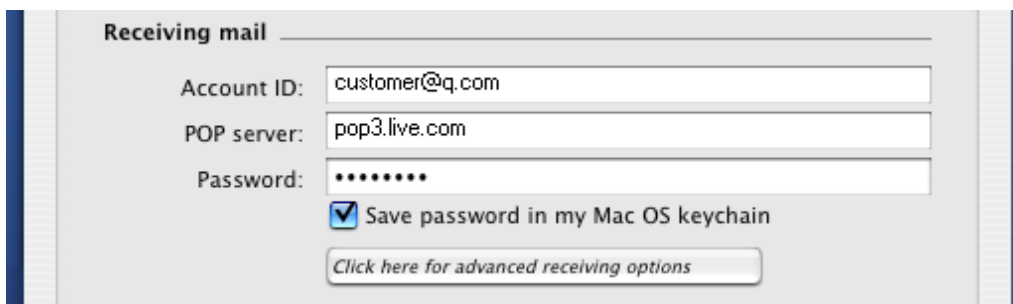 Receiving mail
Account ID: customer@q.com
POP server: pop3.live.com
Password: ••••••••
Save password in my Mac OS keychain
Click here for advanced receiving options